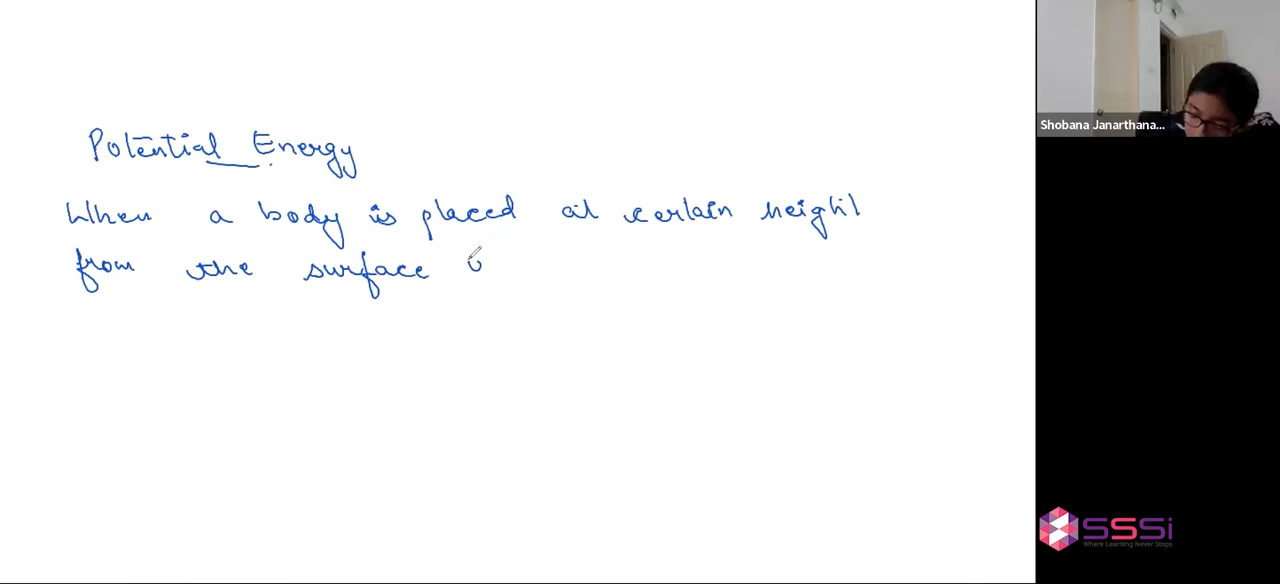 Potential Energy
When a body is placed at certain height
from the surface o
Shobana Janarthana...
SSSi
Where Learning Never Stops